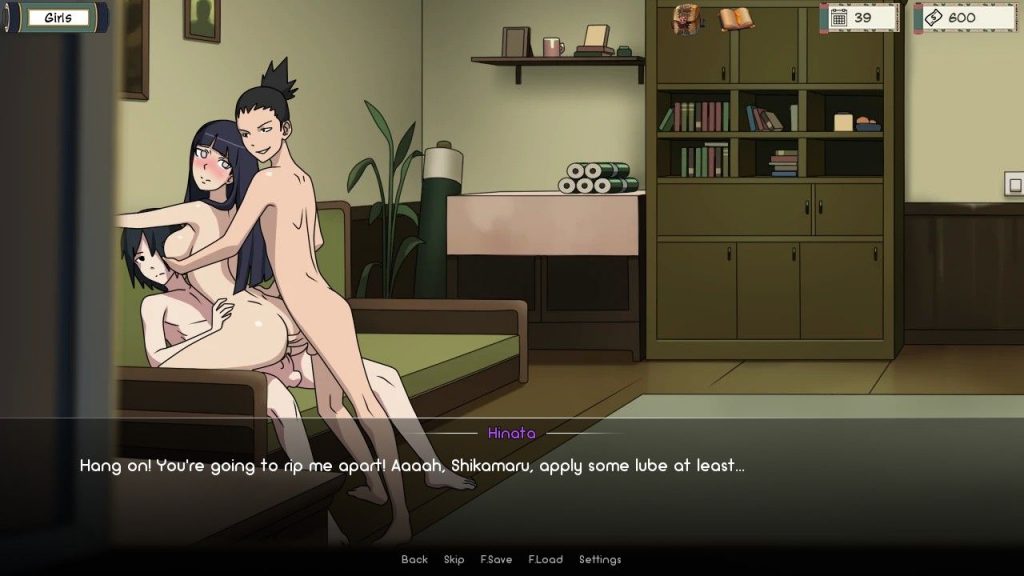 Girls
39
600
Hinata
Hang on! You're going to rip me apart! Aaaah, Shikamaru, apply some lube at least...
Back Skip F.Save F.Load Settings